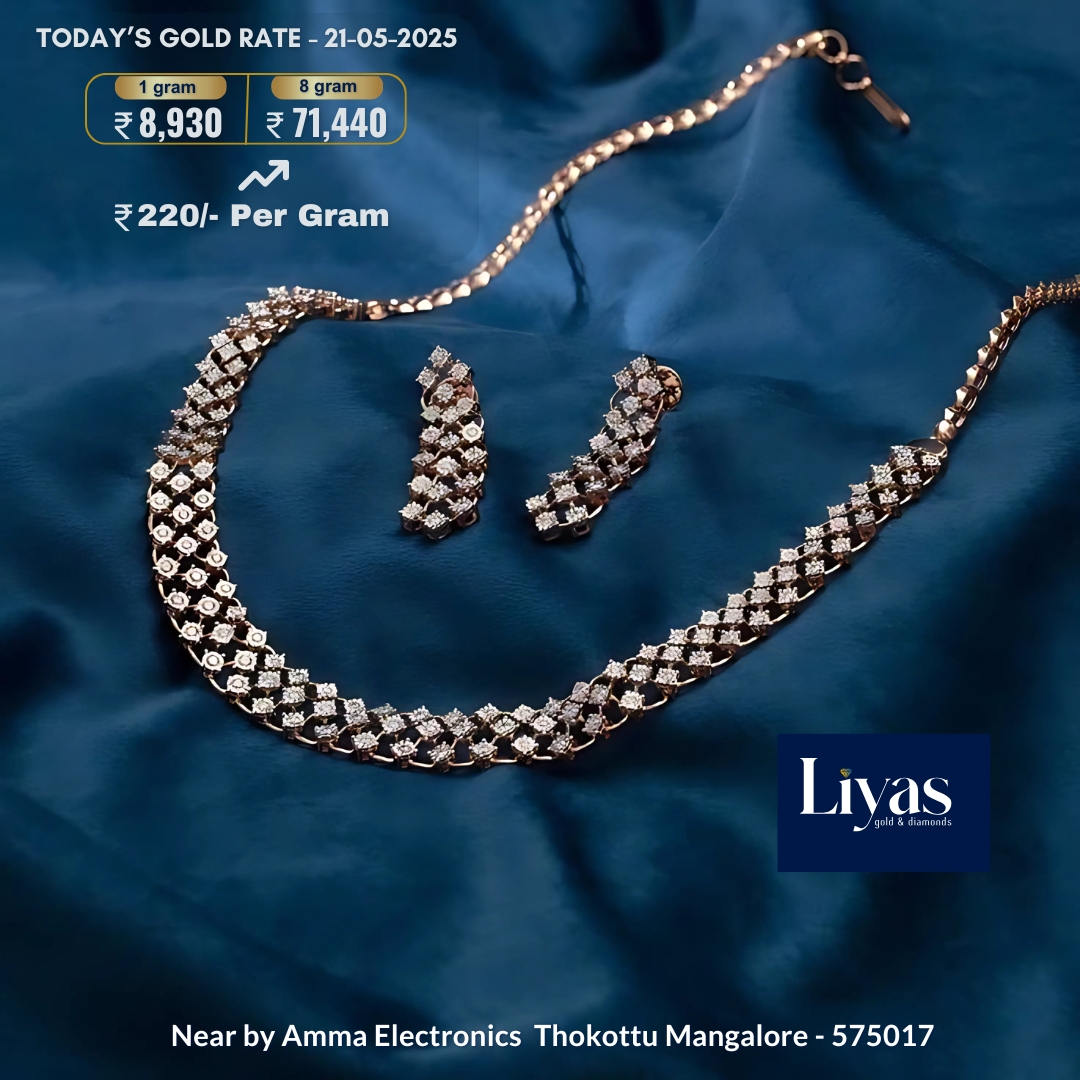 TODAY'S GOLD RATE - 21-05-2025
1 gram 8 gram
₹ 8,930 ₹ 71,440
₹ 220/- Per Gram
Liyas
gold & diamonds
Near by Amma Electronics Thokottu Mangalore - 575017